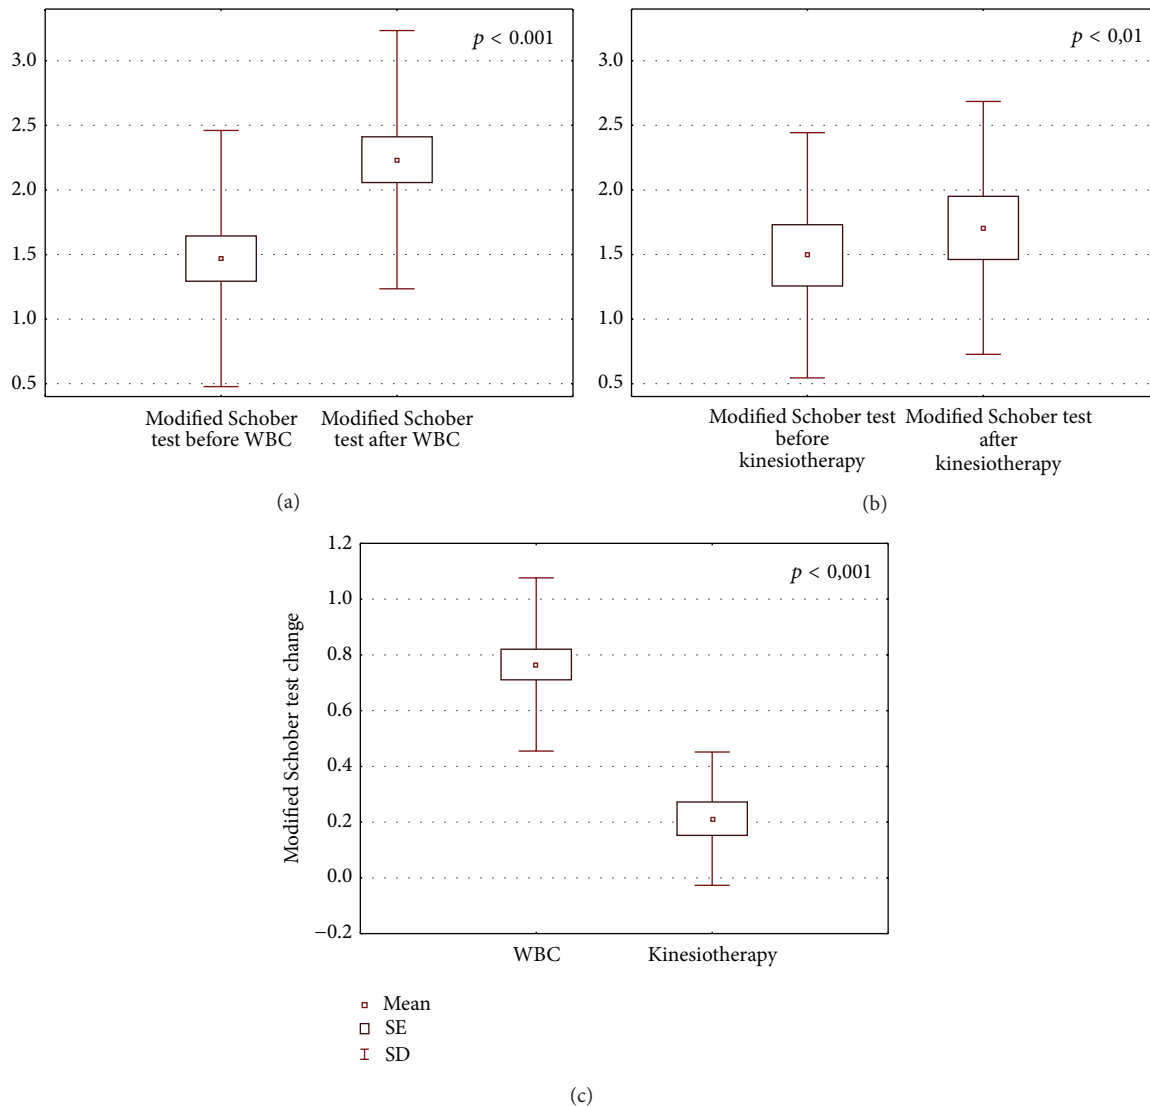 p < 0.001
3.0
2.5
2.0
1.5
1.0
0.5
Modified Schober
test before WBC
Modified Schober
test after WBC
(a)
p < 0,01
3.0
2.5
2.0
1.5
1.0
0.5
Modified Schober test
before
kinesiotherapy
Modified Schober test
after
kinesiotherapy
(b)
1.2
p < 0,001
1.0
0.8
0.6
0.4
0.2
0.0
−0.2
Modified Schober test change
WBC
Kinesiotherapy
Mean
SE
SD
(c)